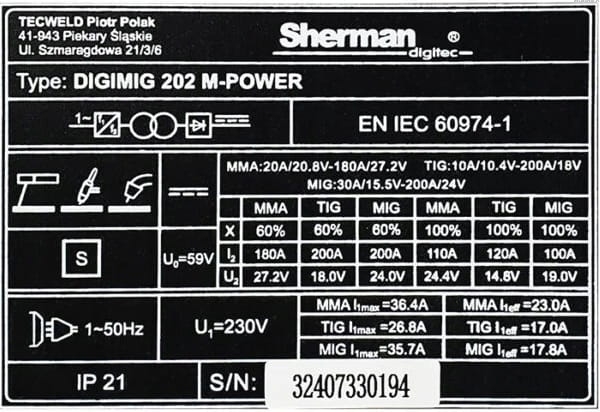 TECWELD Piotr Polak
41-943 Piekary Śląskie
Ul. Szmaragdowa 21/3/6
Sherman ®
digitec
Type: DIGIMIG 202 M-POWER
1~ f₁ f₂
EN IEC 60974-1
MMA:20A/20.8V-180A/27.2V TIG:10A/10.4V-200A/18V
MIG:30A/15.5V-200A/24V
MMA TIG MIG MMA TIG MIG
X 60% 60% 60% 100% 100% 100%
S U₀=59V I₂ 180A 200A 200A 110A 120A 100A
U₂ 27.2V 18.0V 24.0V 24.4V 14.8V 19.0V
MMA I₁max=36.4A MMA I₁eff=23.0A
1~50Hz U₁=230V TIG I₁max=26.8A TIG I₁eff=17.0A
MIG I₁max=35.7A MIG I₁eff=17.8A
IP 21 S/N: 32407330194